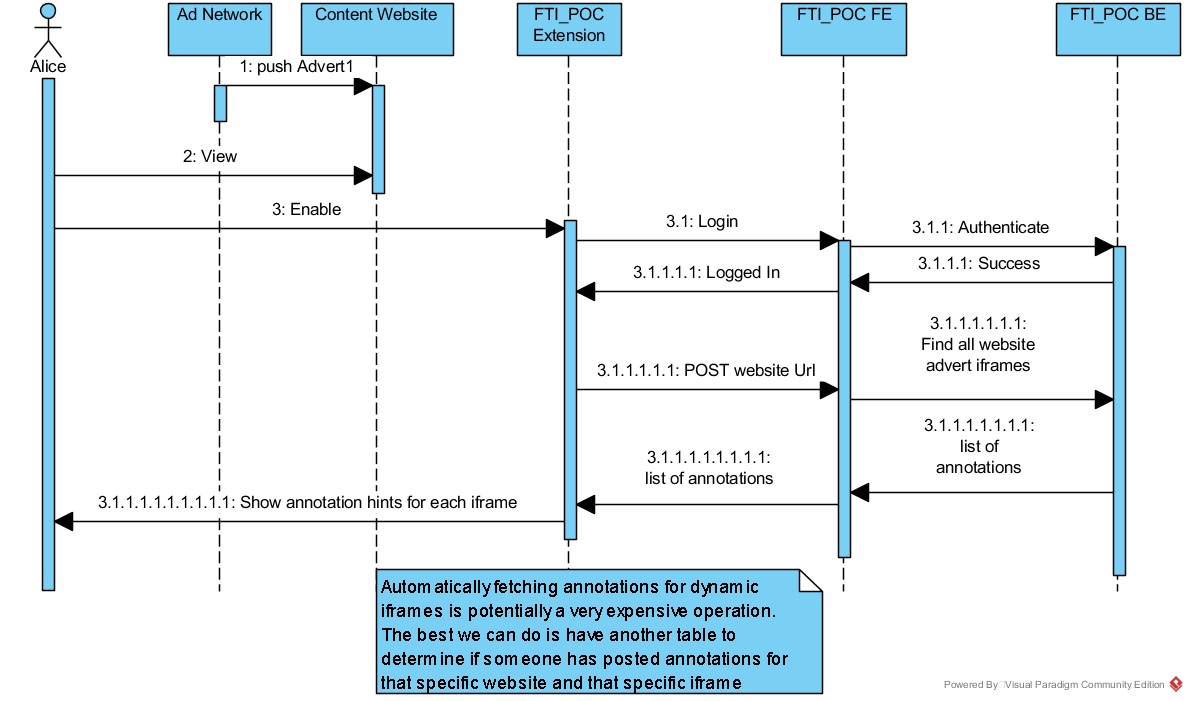 Ad Network
Content Website
FTI_POC
Extension
FTI_POC FE
FTI_POC BE
Alice
1: push Advert1
2: View
3: Enable
3.1: Login
3.1.1: Authenticate
3.1.1.1: Success
3.1.1.1.1: Logged In
3.1.1.1.1.1.1:
Find all website
advert iframes
3.1.1.1.1.1: POST website Url
3.1.1.1.1.1.1.1:
list of
annotations
3.1.1.1.1.1.1.1.1:
list of annotations
3.1.1.1.1.1.1.1.1.1: Show annotation hints for each iframe
Automatically fetching annotations for dynamic
iframes is potentially a very expensive operation.
The best we can do is have another table to
determine if someone has posted annotations for
that specific website and that specific iframe
Powered By Visual Paradigm Community Edition